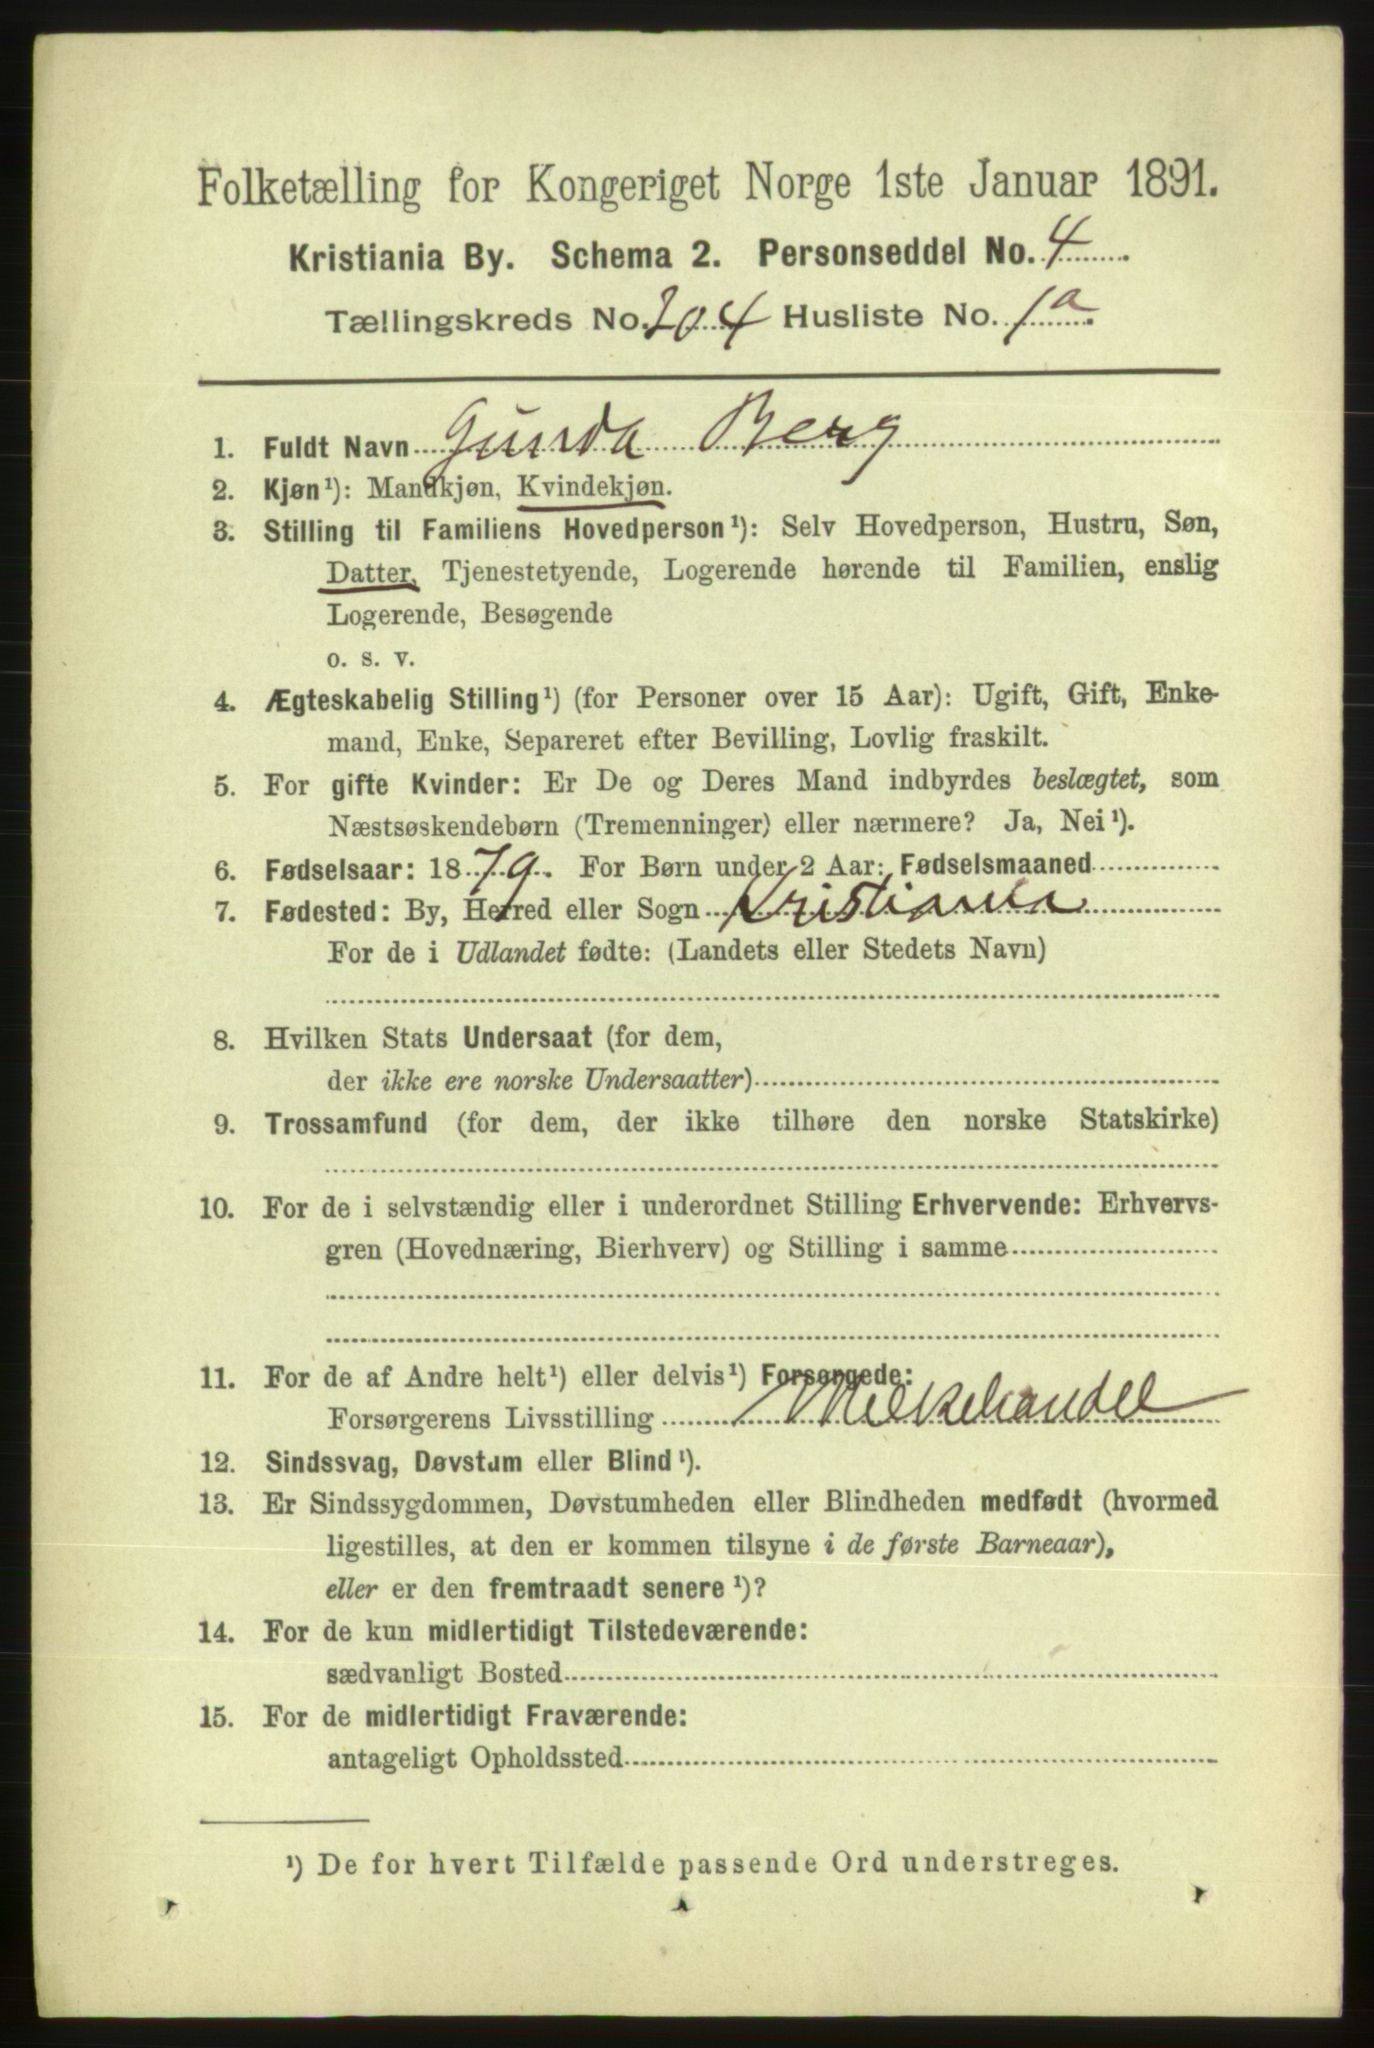 Folketælling for Kongeriget Norge 1ste Januar 1891.
Kristiania By. Schema 2. Personseddel No. 4
Tællingskreds No. 204 Husliste No. 1a
1. Fuldt Navn Gunda Berg
2. Kjøn¹): Mandkjøn, Kvindekjøn.
3. Stilling til Familiens Hovedperson¹): Selv Hovedperson, Hustru, Søn,
Datter, Tjenestetyende, Logerende hørende til Familien, enslig
Logerende, Besøgende
o. s. v.
4. Ægteskabelig Stilling¹) (for Personer over 15 Aar): Ugift, Gift, Enke-
mand, Enke, Separeret efter Bevilling, Lovlig fraskilt.
5. For gifte Kvinder: Er De og Deres Mand indbyrdes beslægtet, som
Næstsøskendebørn (Tremenninger) eller nærmere? Ja, Nei¹).
6. Fødselsaar: 1879. For Børn under 2 Aar: Fødselsmaaned
7. Fødested: By, Herred eller Sogn Kristiania
For de i Udlandet fødte: (Landets eller Stedets Navn)
8. Hvilken Stats Undersaat (for dem,
der ikke ere norske Undersaatter)
9. Trossamfund (for dem, der ikke tilhøre den norske Statskirke)
10. For de i selvstændig eller i underordnet Stilling Erhvervende: Erhvervs-
gren (Hovednæring, Bierhverv) og Stilling i samme
11. For de af Andre helt¹) eller delvis¹) Forsørgede:
Forsørgerens Livsstilling Melkehandel
12. Sindssvag, Døvstum eller Blind¹).
13. Er Sindssygdommen, Døvstumheden eller Blindheden medfødt (hvormed
ligestilles, at den er kommen tilsyne i de første Barneaar),
eller er den fremtraadt senere¹)?
14. For de kun midlertidigt Tilstedeværende:
sædvanligt Bosted
15. For de midlertidigt Fraværende:
antageligt Opholdssted
¹) De for hvert Tilfælde passende Ord understreges.